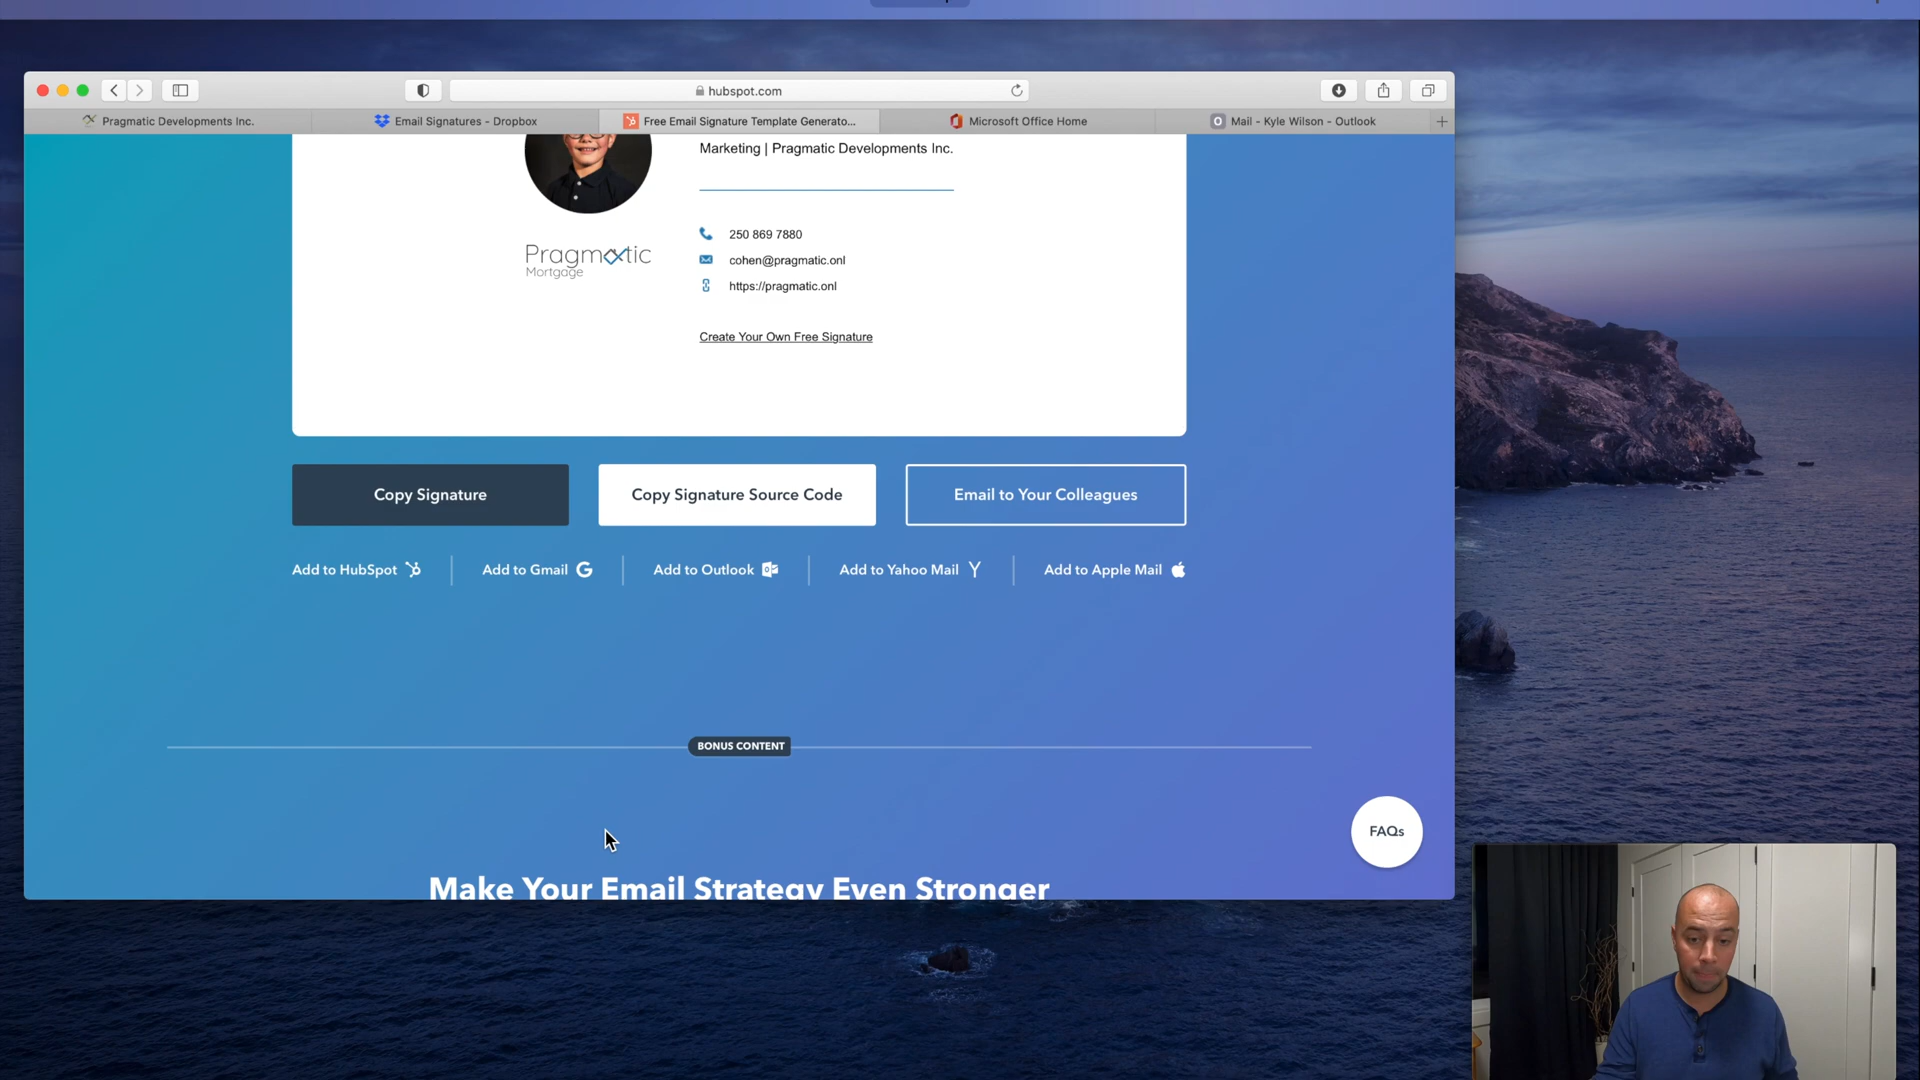 hubspot.com
Pragmatic Developments Inc.
Email Signatures - Dropbox
Free Email Signature Template Generato...
Microsoft Office Home
Mail - Kyle Wilson - Outlook
Marketing | Pragmatic Developments Inc.
250 869 7880
Pragmatic
Mortgage
cohen@pragmatic.onl
https://pragmatic.onl
Create Your Own Free Signature
Copy Signature
Copy Signature Source Code
Email to Your Colleagues
Add to HubSpot
Add to Gmail
Add to Outlook
Add to Yahoo Mail
Add to Apple Mail
BONUS CONTENT
FAQs
Make Your Email Strategy Even Stronger